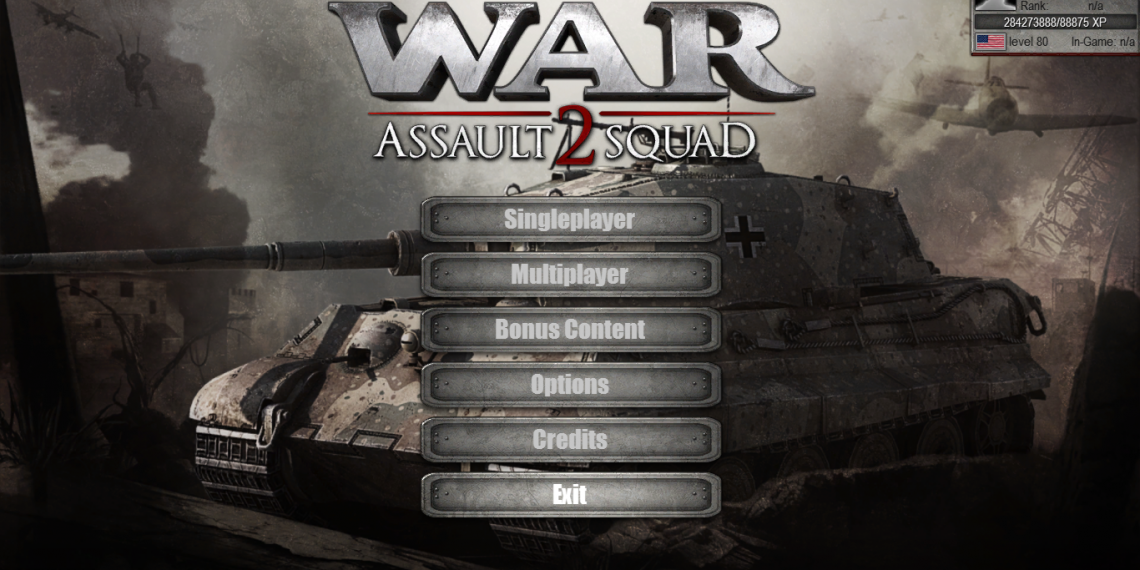 Rank: n/a
284273888/88875 XP
level 80 In-Game: n/a
WAR
ASSAULT 2 SQUAD
Singleplayer
Multiplayer
Bonus Content
Options
Credits
Exit